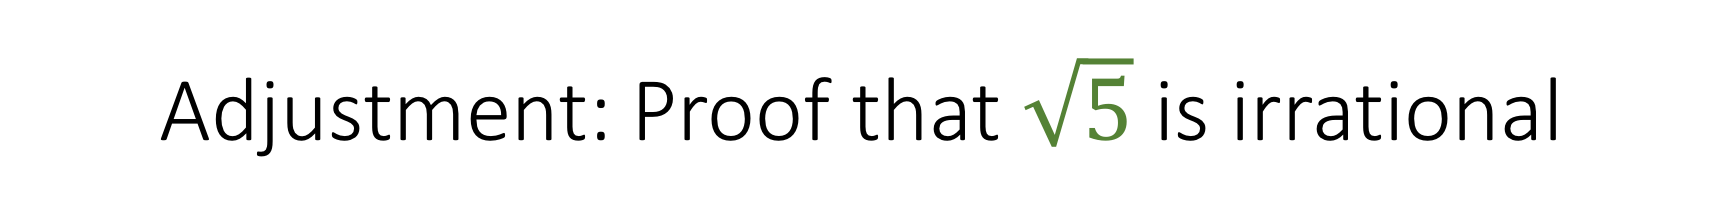 Adjustment: Proof that √5 is irrational